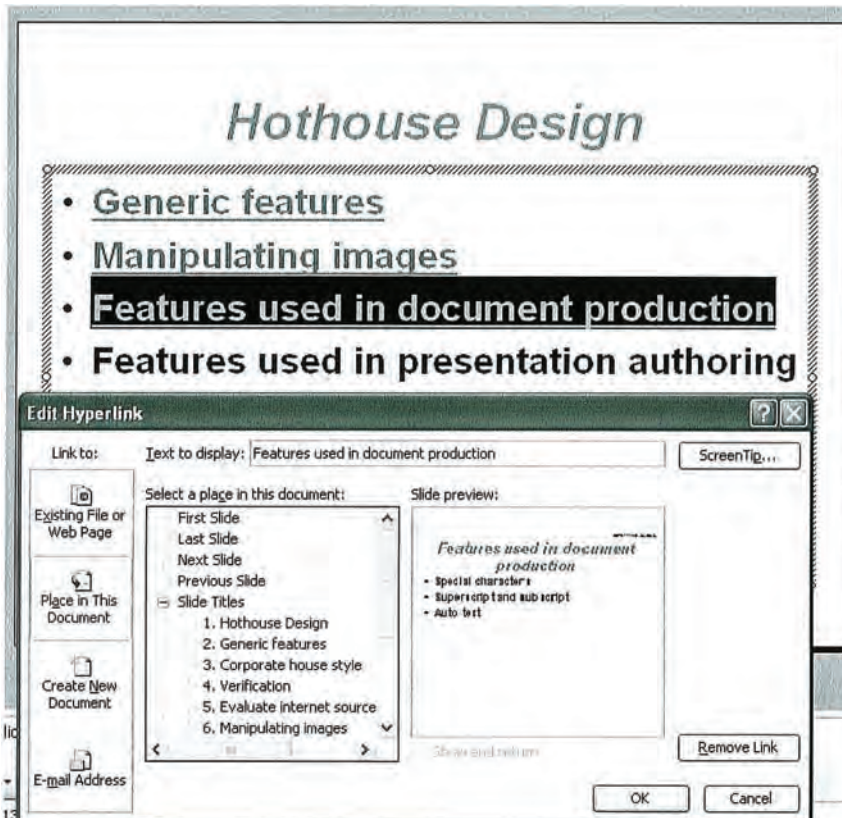 Hothouse Design
• Generic features
• Manipulating images
• Features used in document production
• Features used in presentation authoring
Edit Hyperlink
Link to:
Text to display: Features used in document production
ScreenTip...
Existing File or
Web Page
Place in This
Document
Create New
Document
E-mail Address
Select a place in this document:
First Slide
Last Slide
Next Slide
Previous Slide
Slide Titles
1. Hothouse Design
2. Generic features
3. Corporate house style
4. Verification
5. Evaluate internet source
6. Manipulating images
Slide preview:
Features used in document
production
• Special characters
• Superscript and subscript
• Auto text
Show and return
Remove Link
OK
Cancel
13